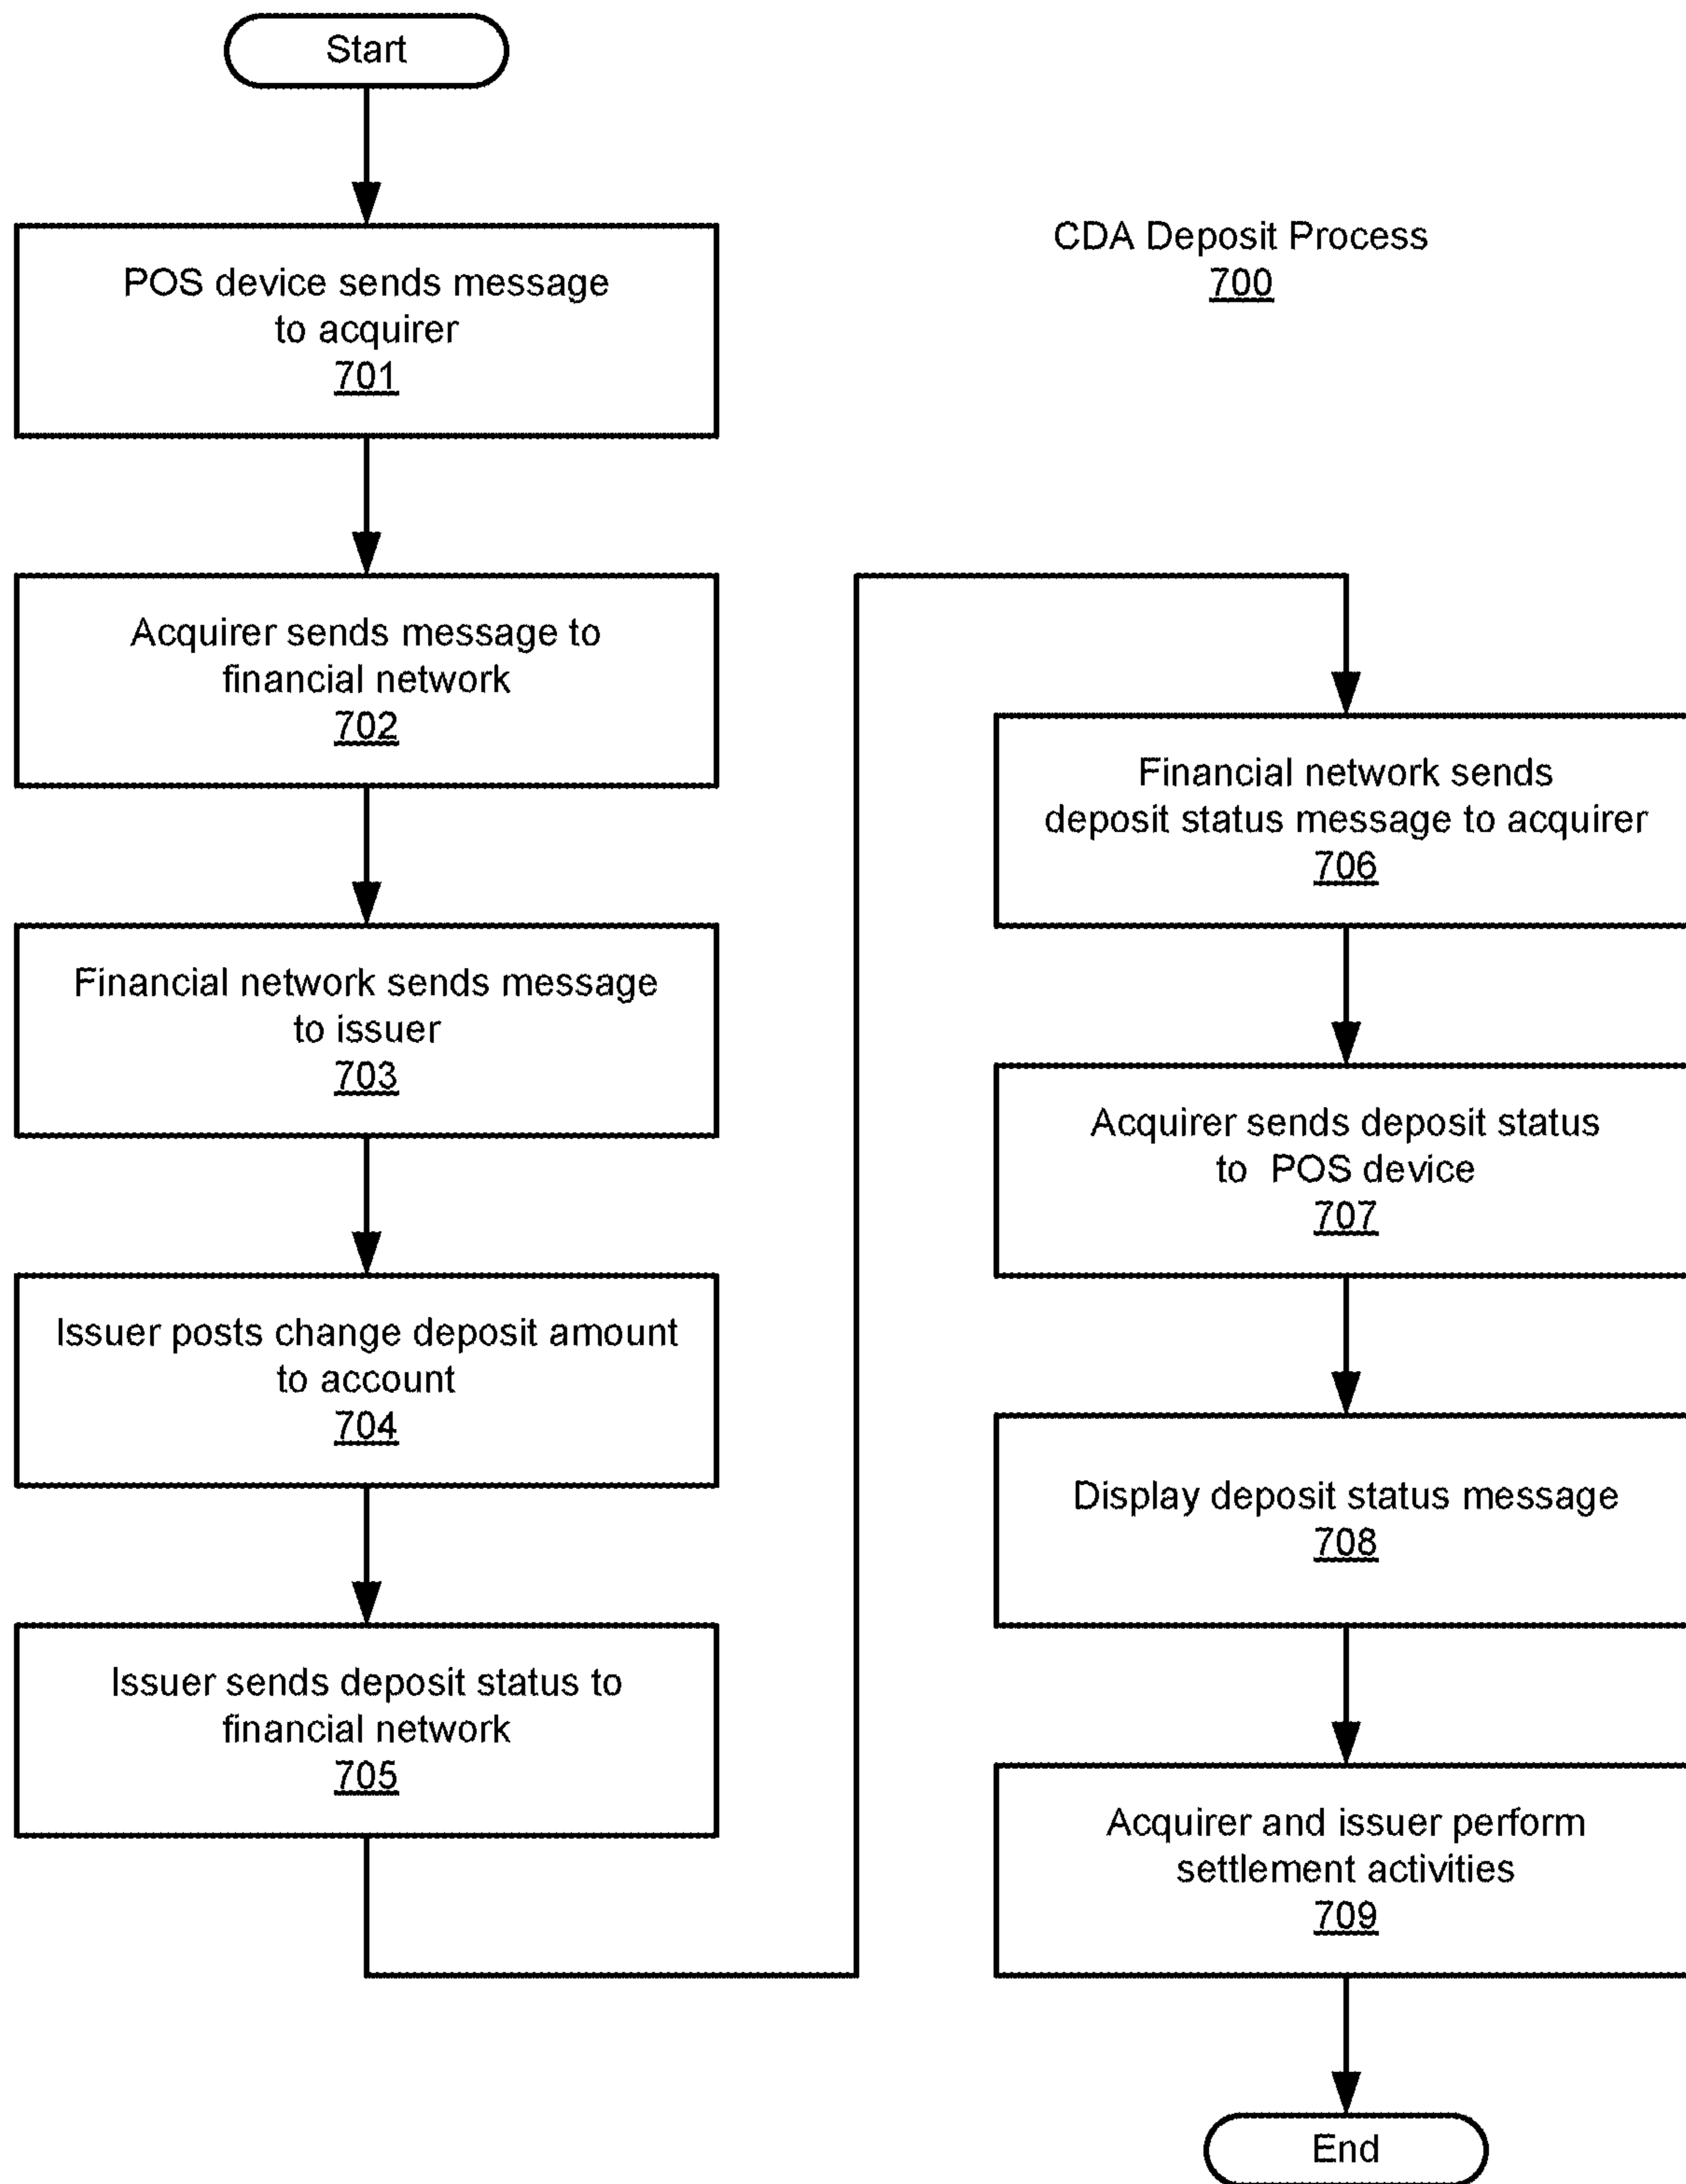 Start
POS device sends message
to acquirer
701
CDA Deposit Process
700
Acquirer sends message to
financial network
702
Financial network sends message
to issuer
703
Issuer posts change deposit amount
to account
704
Issuer sends deposit status to
financial network
705
Financial network sends
deposit status message to acquirer
706
Acquirer sends deposit status
to POS device
707
Display deposit status message
708
Acquirer and issuer perform
settlement activities
709
End